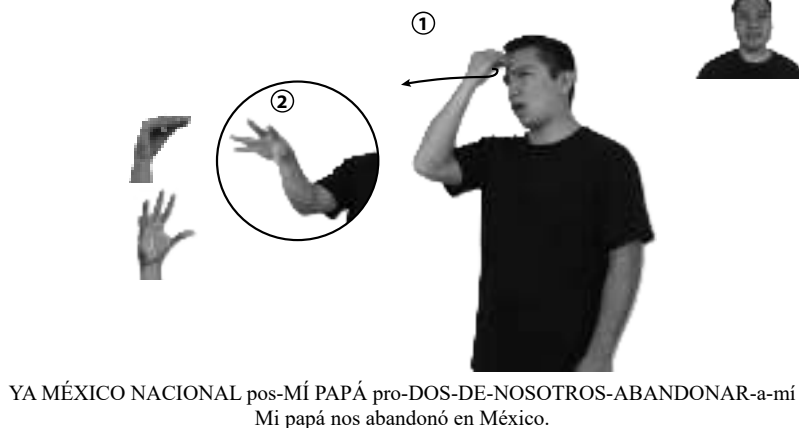 ①
②
YA MÉXICO NACIONAL pos-MÍ PAPÁ pro-DOS-DE-NOSOTROS-ABANDONAR-a-mí
Mi papá nos abandonó en México.